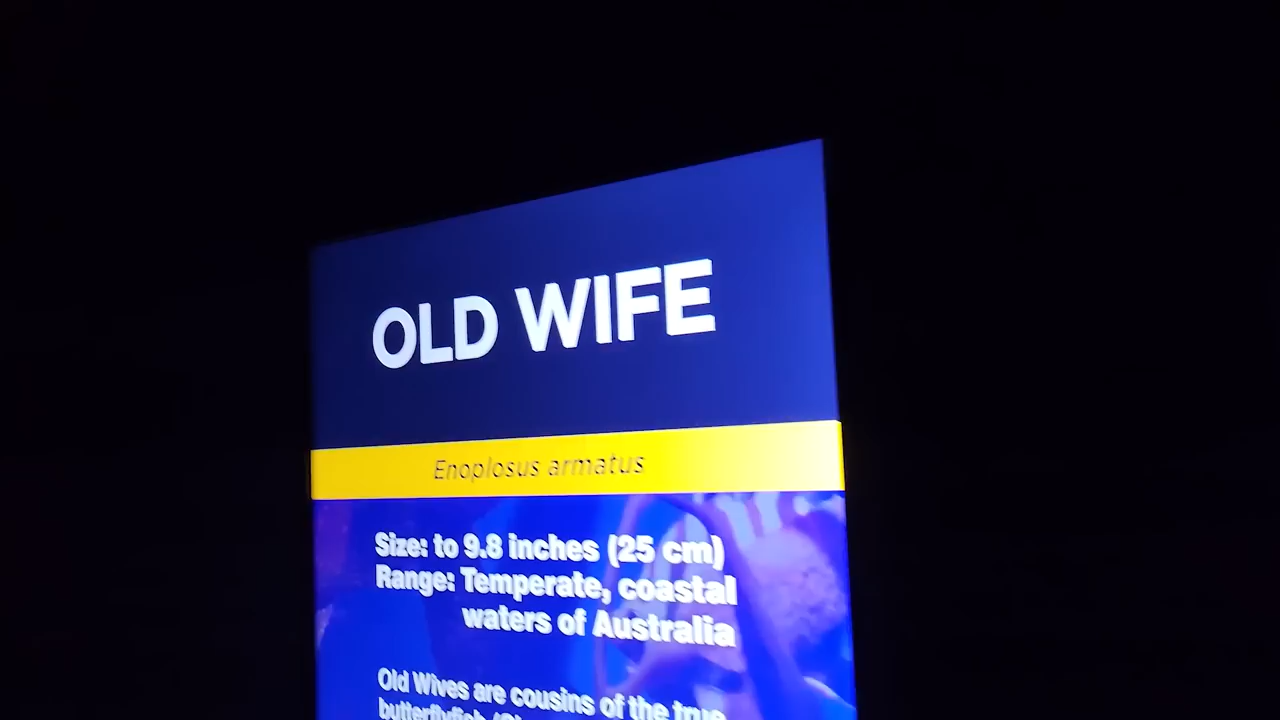 OLD WIFE
Enoplosus armatus
Size: to 9.8 inches (25 cm)
Range: Temperate, coastal
waters of Australia
Old Wives are cousins of the true
butterflyfish